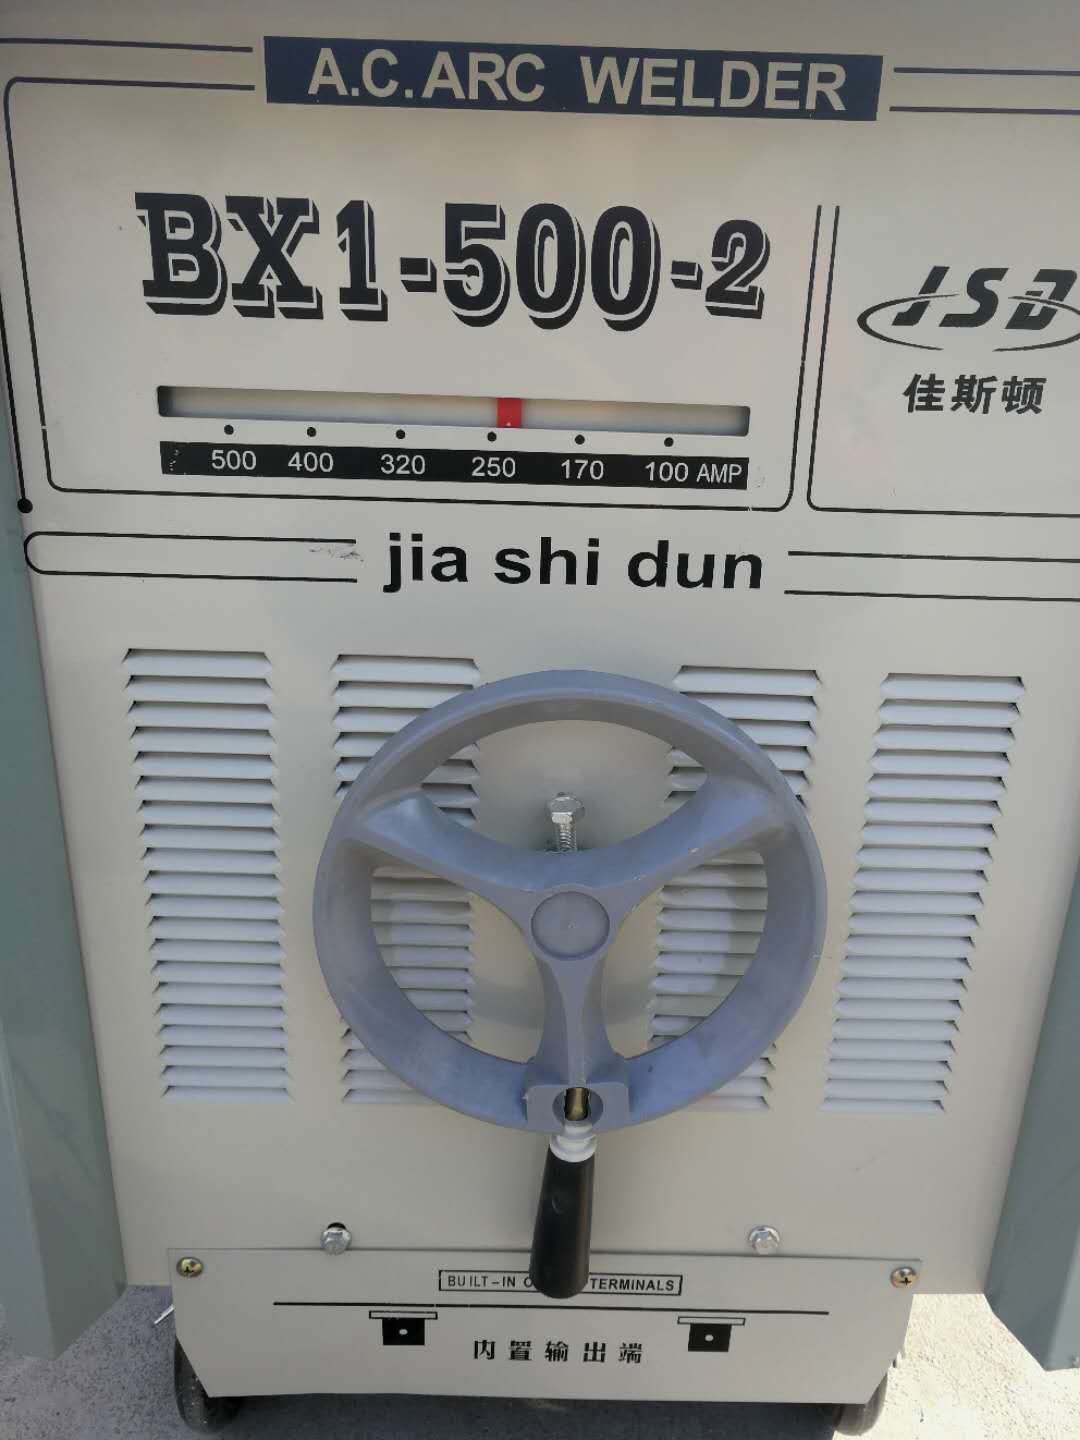 A.C. ARC WELDER
BX1-500-2
JSD
佳斯顿
500 400 320 250 170 100 AMP
jia shi dun
BUILT-IN TERMINALS
内置输出端